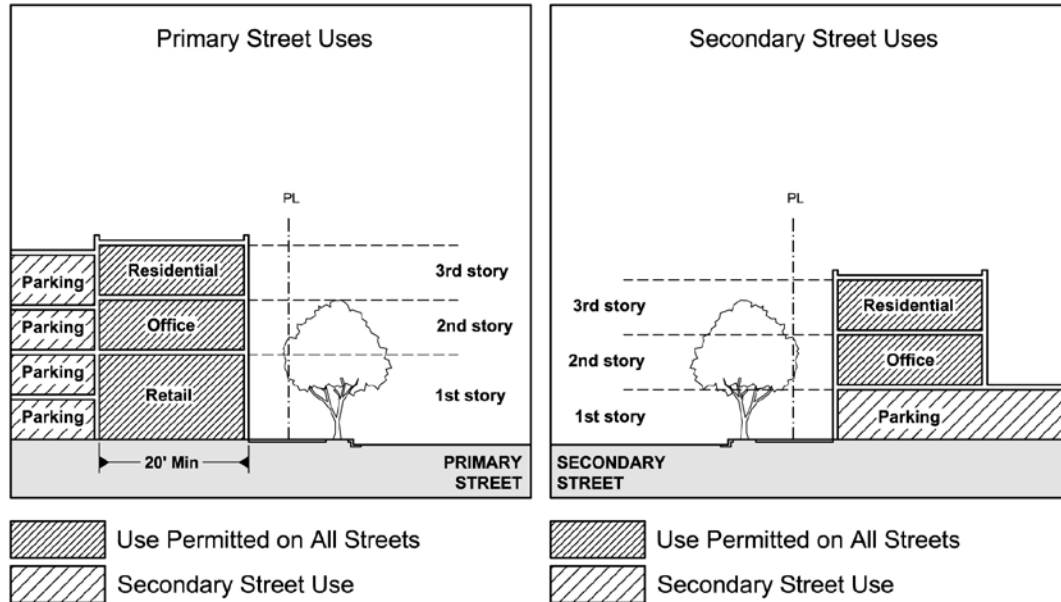 Primary Street Uses
PL
Parking
Residential
3rd story
Parking
Office
2nd story
Parking
Retail
1st story
Parking
20' Min
PRIMARY
STREET
Use Permitted on All Streets
Secondary Street Use
Secondary Street Uses
PL
3rd story
Residential
2nd story
Office
1st story
Parking
SECONDARY
STREET
Use Permitted on All Streets
Secondary Street Use